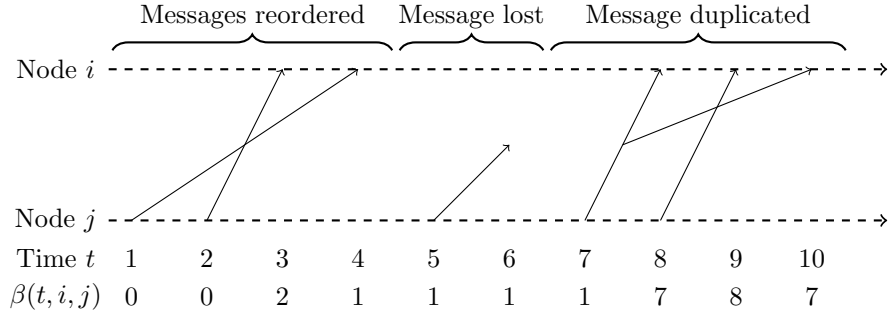 Messages reordered Message lost Message duplicated
Node i
Node j
Time t 1 2 3 4 5 6 7 8 9 10
β(t, i, j) 0 0 2 1 1 1 1 7 8 7